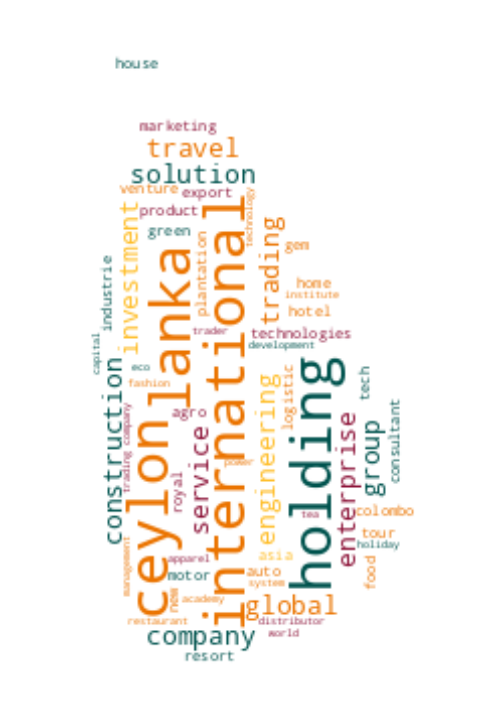 house
marketing
travel
solution
venture
export
technology
product
green
investment
international
lanka
plantation
trading
gem
industrie
home
institute
hotel
trader
technologies
development
capital
eco
fashion
construction
holding
logistic
tech
engineering
agro
trading company
ceylon
service
enterprise
group
consultant
power
royal
tea
colombo
tour
holiday
asia
apparel
management
motor
auto
system
food
new
academy
global
restaurant
distributor
world
company
resort